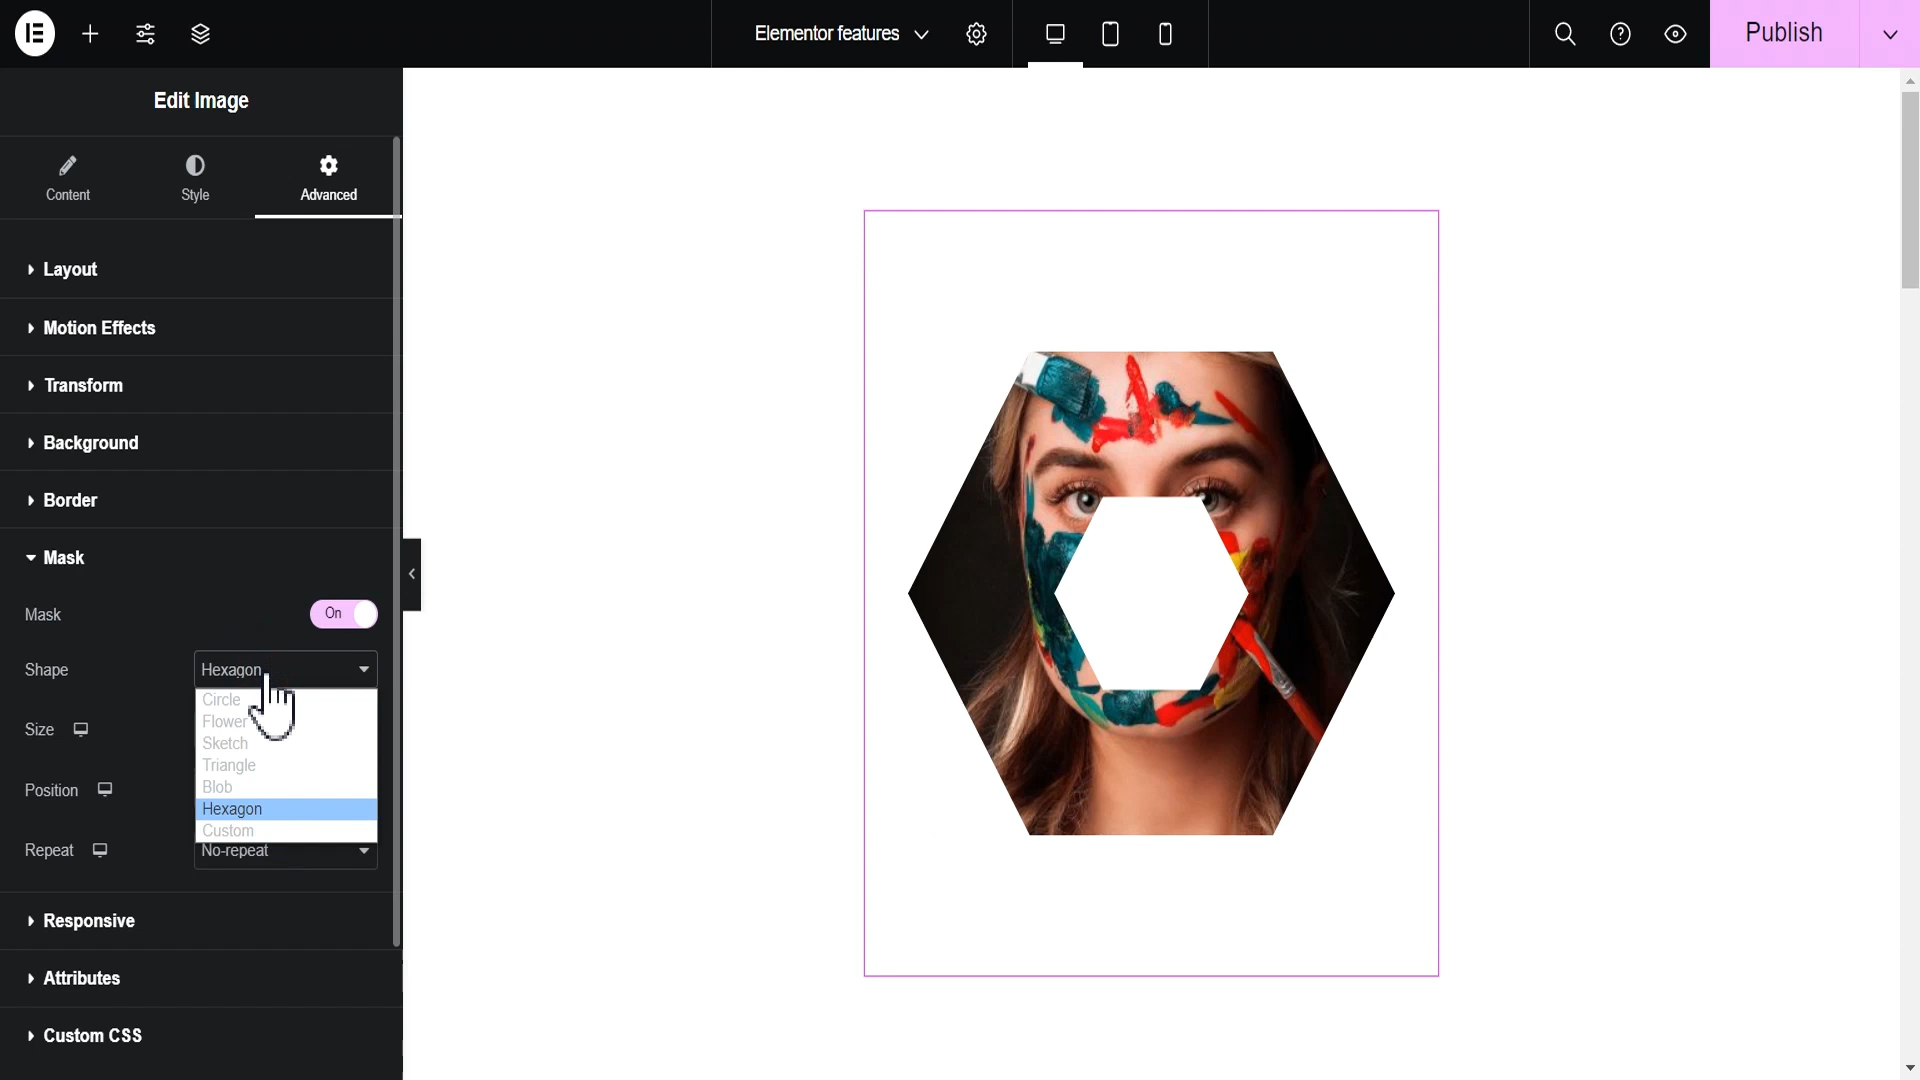 Elementor features
Publish
Edit Image
Content
Style
Advanced
Layout
Motion Effects
Transform
Background
Border
Mask
Mask
On
Shape
Hexagon
Circle
Flower
Sketch
Triangle
Blob
Hexagon
Custom
Size
Position
Repeat
No-repeat
Responsive
Attributes
Custom CSS